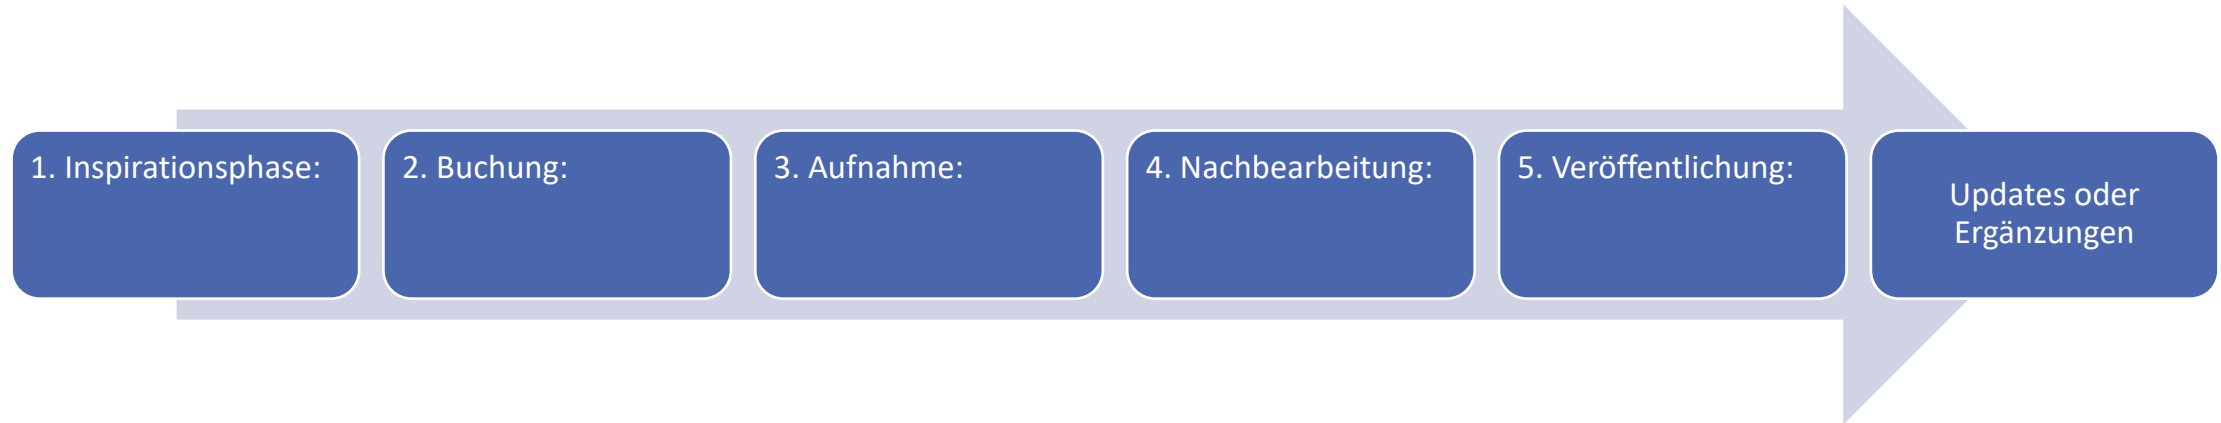 1. Inspirationsphase:
2. Buchung:
3. Aufnahme:
4. Nachbearbeitung:
5. Veröffentlichung:
Updates oder
Ergänzungen